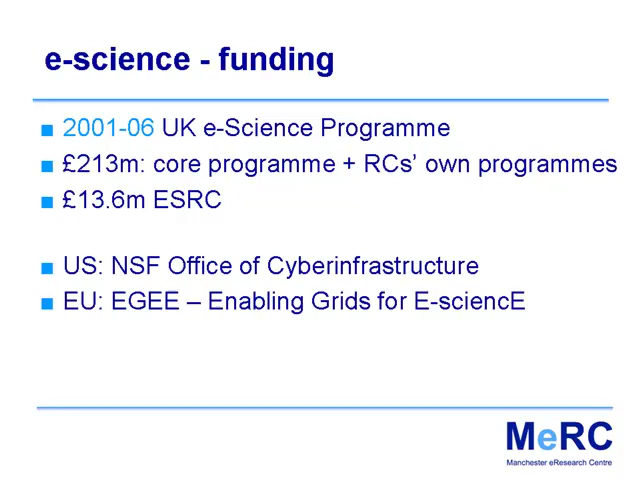 e-science - funding
■ 2001-06 UK e-Science Programme
■ £213m: core programme + RCs’ own programmes
■ £13.6m ESRC
■ US: NSF Office of Cyberinfrastructure
■ EU: EGEE – Enabling Grids for E-sciencE
MeRC
Manchester eResearch Centre